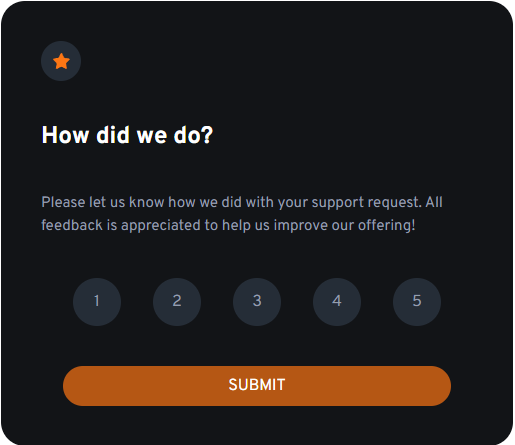 How did we do?
Please let us know how we did with your support request. All
feedback is appreciated to help us improve our offering!
1 2 3 4 5
SUBMIT